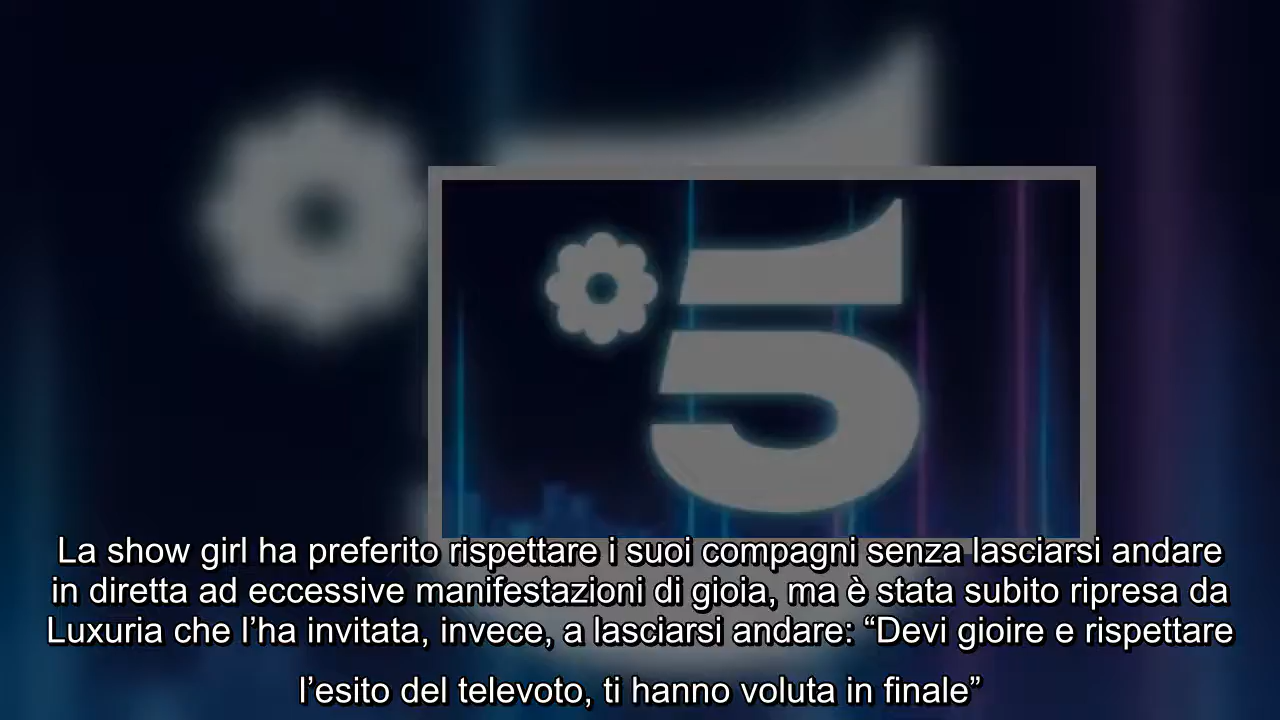 5
La show girl ha preferito rispettare i suoi compagni senza lasciarsi andare
in diretta ad eccessive manifestazioni di gioia, ma è stata subito ripresa da
Luxuria che l’ha invitata, invece, a lasciarsi andare: “Devi gioire e rispettare
l’esito del televoto, ti hanno voluta in finale”